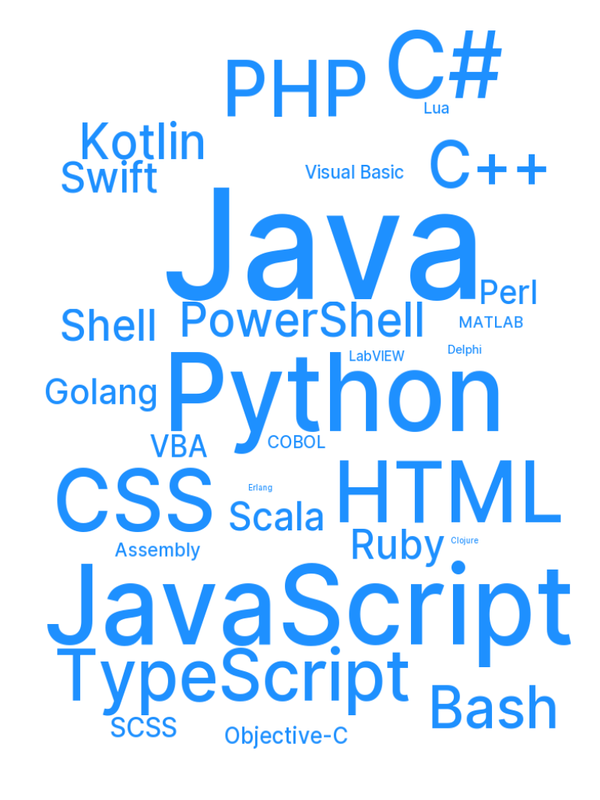 C#
PHP
Lua
Kotlin
C++
Swift
Visual Basic
Java
Perl
Shell
PowerShell
MATLAB
Delphi
LabVIEW
Golang
Python
VBA
COBOL
CSS
Erlang
HTML
Scala
Ruby
Clojure
Assembly
JavaScript
TypeScript
Bash
SCSS
Objective-C